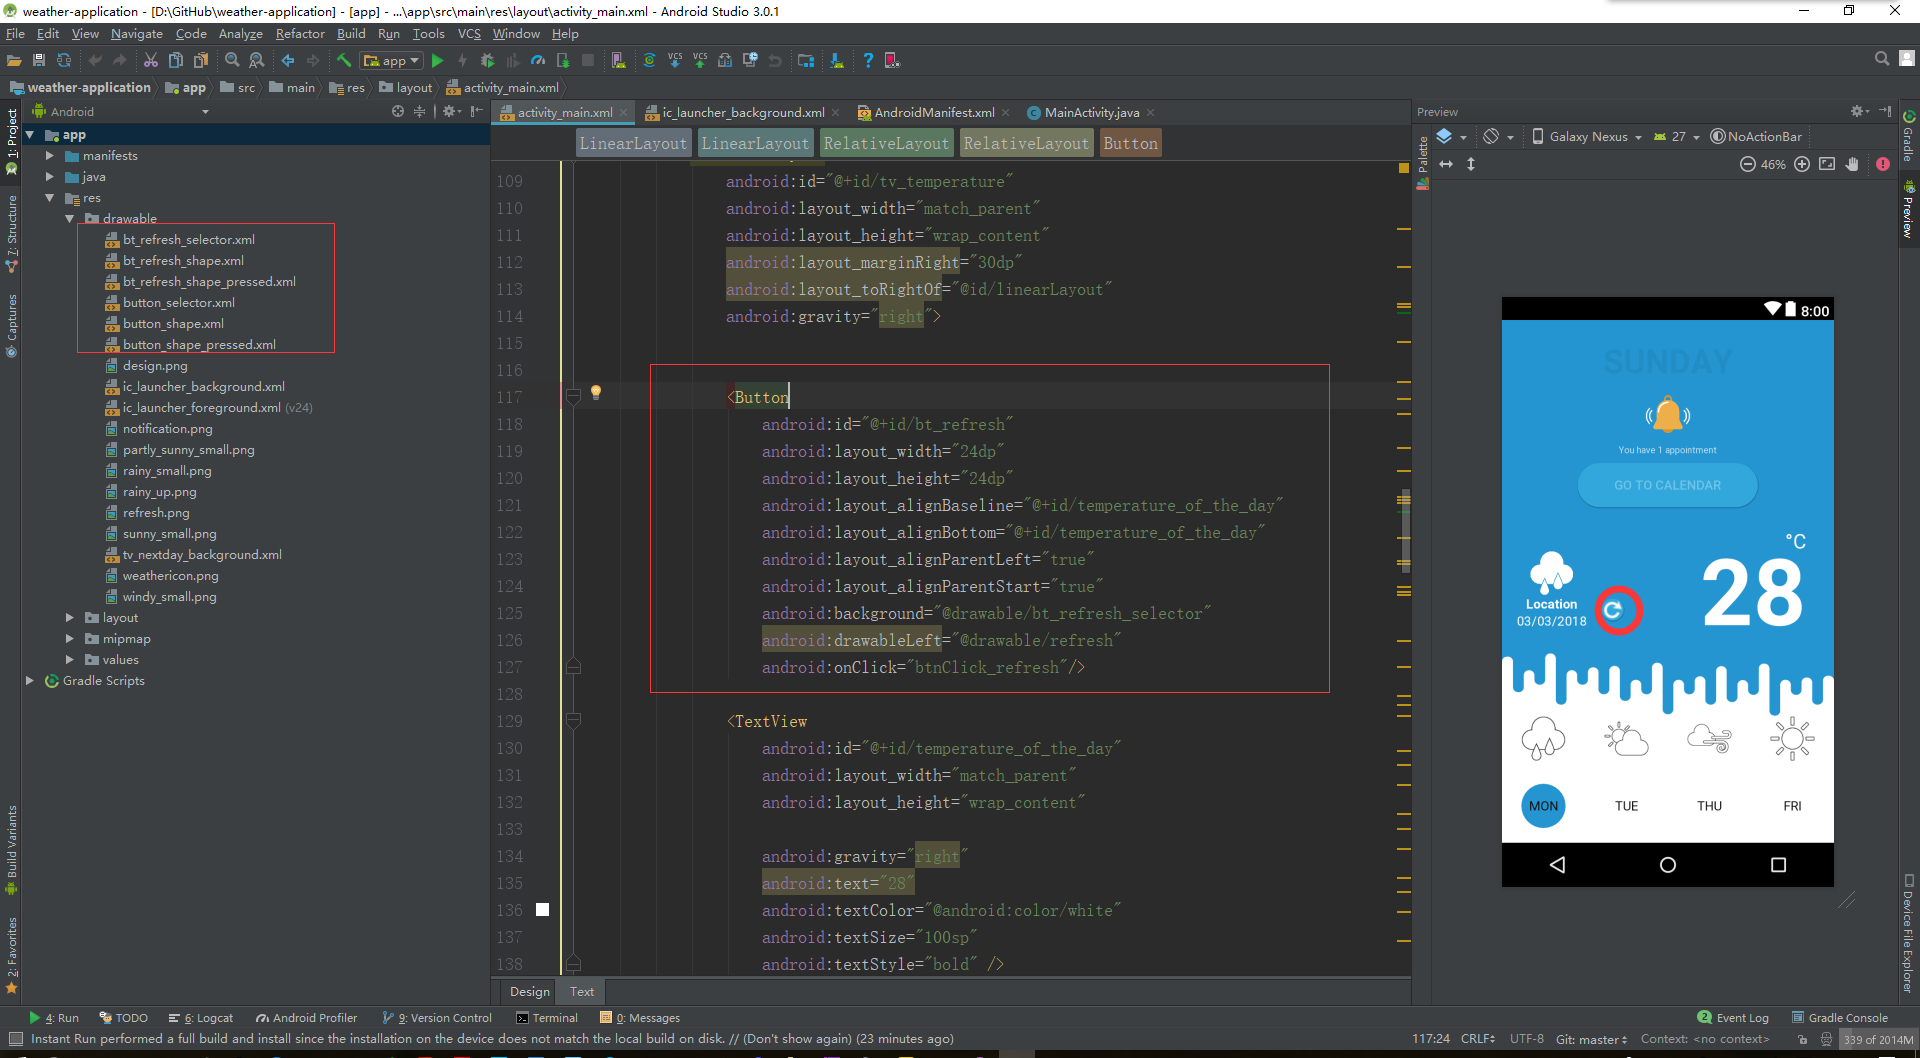 weather-application - [D:\GitHub\weather-application] - [app] - ...\app\src\main\res\layout\activity_main.xml - Android Studio 3.0.1
File Edit View Navigate Code Analyze Refactor Build Run Tools VCS Window Help
app
VCS VCS
weather-application app src main res layout activity_main.xml
Android
activity_main.xml ic_launcher_background.xml AndroidManifest.xml MainActivity.java
LinearLayout LinearLayout RelativeLayout RelativeLayout Button
1: Project
7: Structure
Captures
Build Variants
2: Favorites
app
manifests
java
res
drawable
bt_refresh_selector.xml
bt_refresh_shape.xml
bt_refresh_shape_pressed.xml
button_selector.xml
button_shape.xml
button_shape_pressed.xml
design.png
ic_launcher_background.xml
ic_launcher_foreground.xml (v24)
notification.png
partly_sunny_small.png
rainy_small.png
rainy_up.png
refresh.png
sunny_small.png
tv_nextday_background.xml
weathericon.png
windy_small.png
layout
mipmap
values
Gradle Scripts
109 android:id="@+id/tv_temperature"
110 android:layout_width="match_parent"
111 android:layout_height="wrap_content"
112 android:layout_marginRight="30dp"
113 android:layout_toRightOf="@id/linearLayout"
114 android:gravity="right">
115
116
117 <Button
118 android:id="@+id/bt_refresh"
119 android:layout_width="24dp"
120 android:layout_height="24dp"
121 android:layout_alignBaseline="@+id/temperature_of_the_day"
122 android:layout_alignBottom="@+id/temperature_of_the_day"
123 android:layout_alignParentLeft="true"
124 android:layout_alignParentStart="true"
125 android:background="@drawable/bt_refresh_selector"
126 android:drawableLeft="@drawable/refresh"
127 android:onClick="btnClick_refresh"/>
128
129 <TextView
130 android:id="@+id/temperature_of_the_day"
131 android:layout_width="match_parent"
132 android:layout_height="wrap_content"
133
134 android:gravity="right"
135 android:text="28"
136 android:textColor="@android:color/white"
137 android:textSize="100sp"
138 android:textStyle="bold" />
Design Text
Preview
Palette
Galaxy Nexus 27 NoActionBar
46%
8:00
SUNDAY
You have 1 appointment
GO TO CALENDAR
°C
28
Location
03/03/2018
MON TUE THU FRI
Gradle
Preview
Device File Explorer
4: Run TODO 6: Logcat Android Profiler 9: Version Control Terminal 0: Messages 2 Event Log Gradle Console
Instant Run performed a full build and install since the installation on the device does not match the local build on disk. // (Don't show again) (23 minutes ago) 117:24 CRLF UTF-8 Git: master Context: <no context> 339 of 2014M